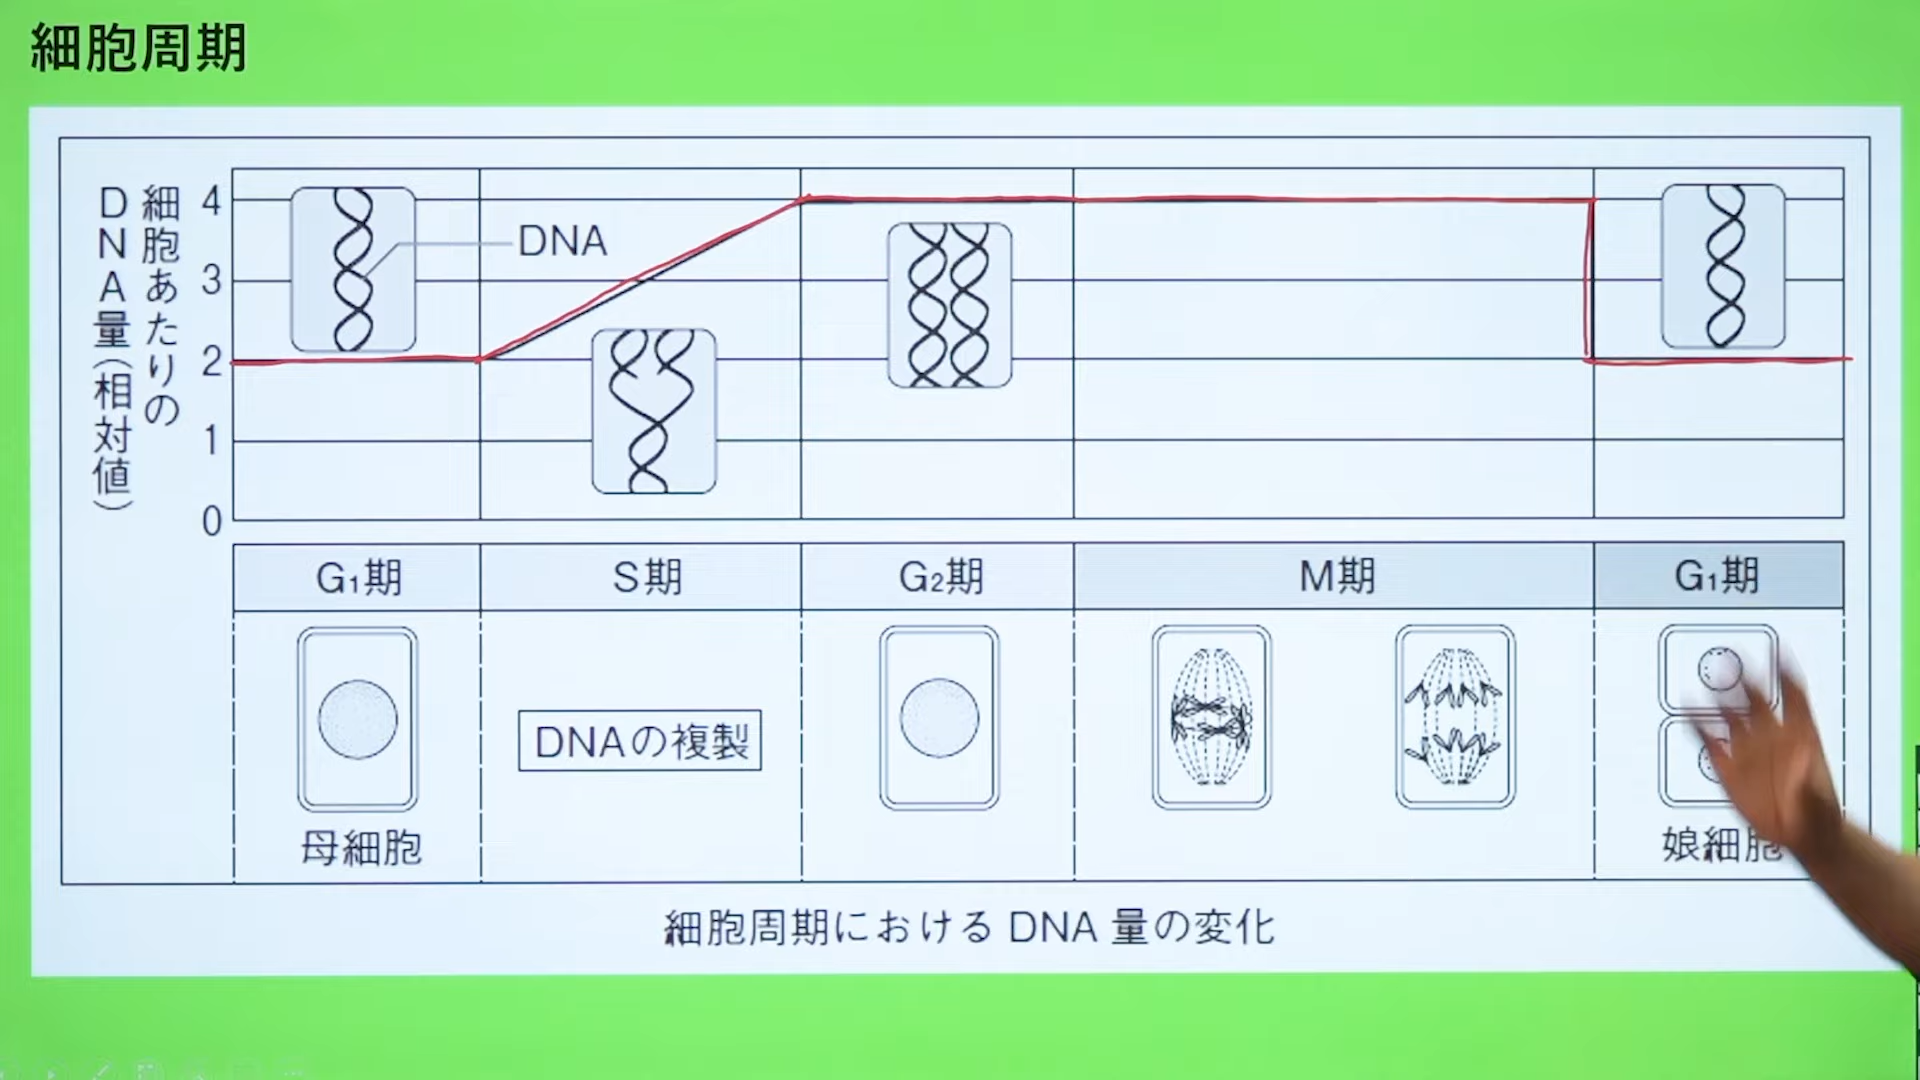 細胞周期
細胞あたりの
DNA量(相対値)
4
3
2
1
0
DNA
G₁期
S期
G₂期
M期
G₁期
DNAの複製
母細胞
娘細胞
細胞周期における DNA 量の変化